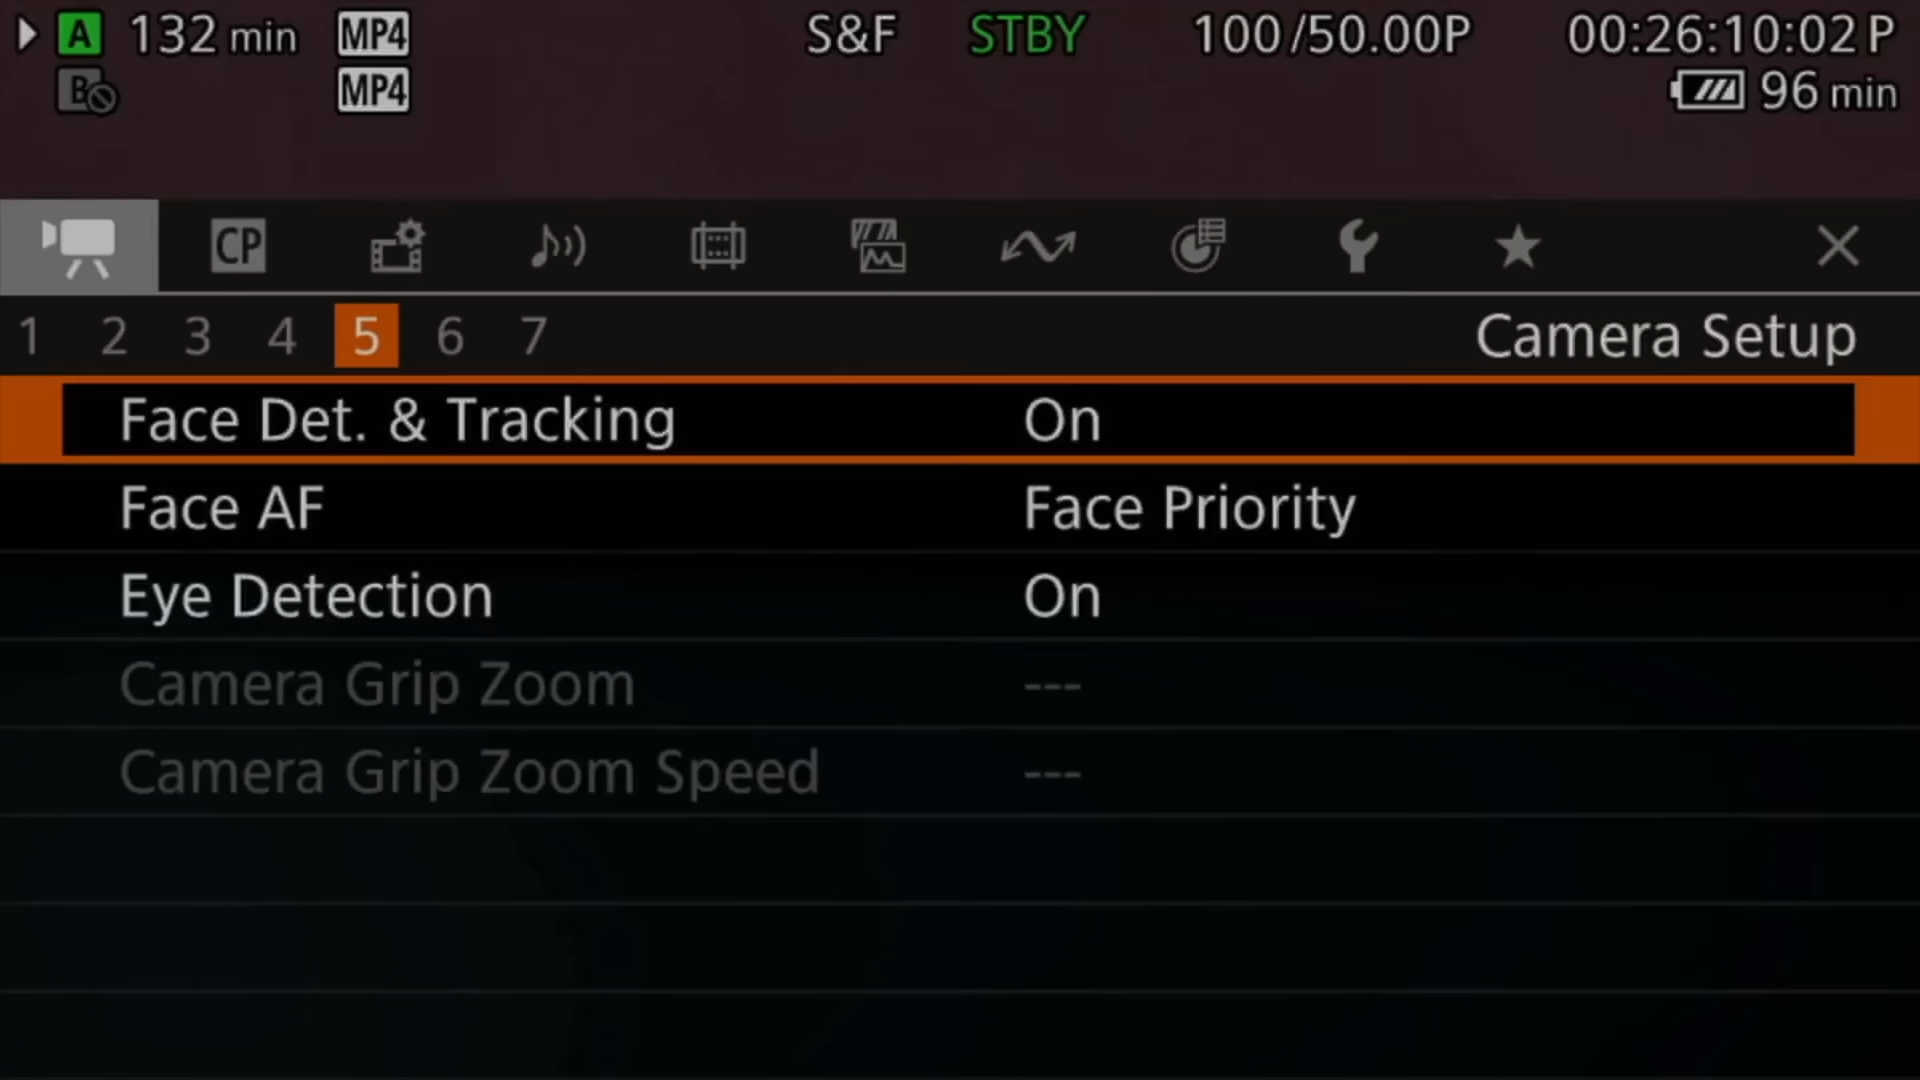 A 132 min MP4 S&F STBY 100/50.00P 00:26:10:02 P
B MP4 96 min
CP
1 2 3 4 5 6 7 Camera Setup
Face Det. & Tracking On
Face AF Face Priority
Eye Detection On
Camera Grip Zoom ---
Camera Grip Zoom Speed ---